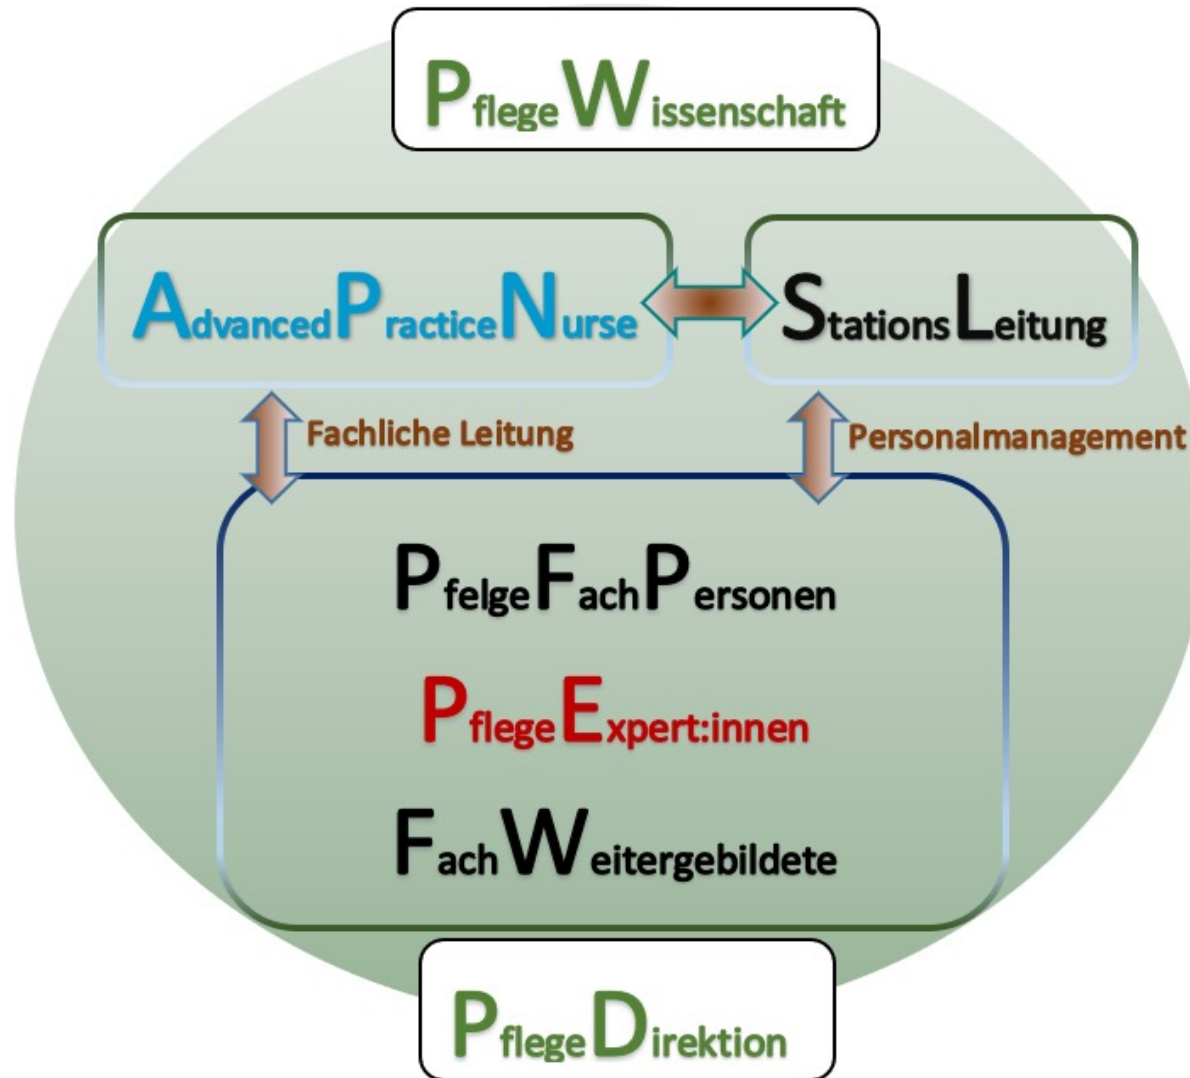 PflegeWissenschaft
AdvancedPracticeNurse
StationsLeitung
Fachliche Leitung
Personalmanagement
PfelgeFachPersonen
PflegeExpert:innen
FachWeitergebildete
PflegeDirektion